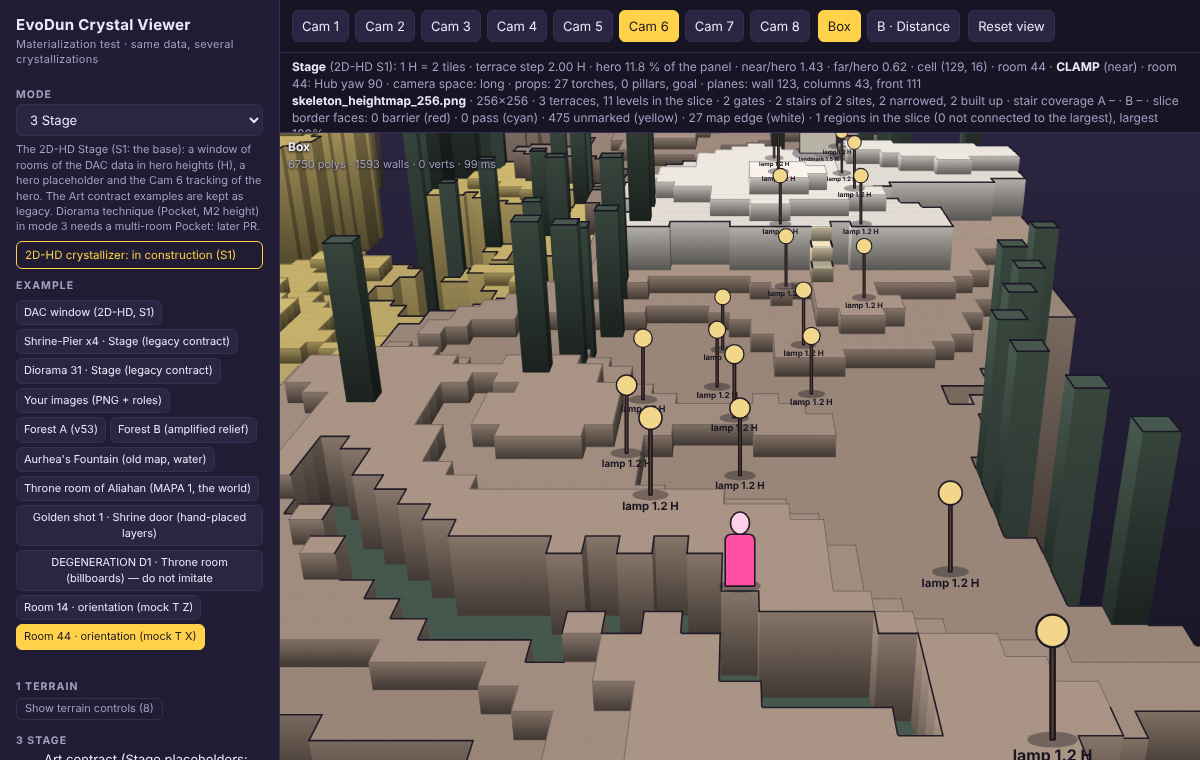 EvoDun Crystal Viewer
Materialization test · same data, several
crystallizations
MODE
3 Stage
The 2D-HD Stage (S1: the base): a window of
rooms of the DAC data in hero heights (H), a
hero placeholder and the Cam 6 tracking of the
hero. The Art contract examples are kept as
legacy. Diorama technique (Pocket, M2 height)
in mode 3 needs a multi-room Pocket: later PR.
2D-HD crystallizer: in construction (S1)
EXAMPLE
DAC window (2D-HD, S1)
Shrine-Pier x4 · Stage (legacy contract)
Diorama 31 · Stage (legacy contract)
Your images (PNG + roles)
Forest A (v53) Forest B (amplified relief)
Aurhea's Fountain (old map, water)
Throne room of Aliahan (MAPA 1, the world)
Golden shot 1 · Shrine door (hand-placed
layers)
DEGENERATION D1 · Throne room
(billboards) — do not imitate
Room 14 · orientation (mock T Z)
Room 44 · orientation (mock T X)
1 TERRAIN
Show terrain controls (8)
3 STAGE
Art contract (Stage placeholders:
Cam 1 Cam 2 Cam 3 Cam 4 Cam 5 Cam 6 Cam 7 Cam 8 Box B · Distance Reset view
Stage (2D-HD S1): 1 H = 2 tiles · terrace step 2.00 H · hero 11.8 % of the panel · near/hero 1.43 · far/hero 0.62 · cell (129, 16) · room 44 · CLAMP (near) · room
44: Hub yaw 90 · camera space: long · props: 27 tokens, 0 pillars, goal · planes: wall 123, columns 43, front 111
skeleton_heightmap_256.png · 256×256 · 3 terraces, 11 levels in the slice · 2 gates · 2 stairs of 2 sites, 2 narrowed, 2 built up · stair coverage A – · B – · slice
border faces: 0 barrier (red) · 0 pass (cyan) · 475 unmarked (yellow) · 27 map edge (white) · 1 regions in the slice (0 not connected to the largest), largest
100%
Box
6750 polys · 1593 walls · 0 verts · 99 ms
lamp 1.2 H
lamp 1.2 H
lamp 1.2 H
lamp 1.2 H
lamp 1.2 H
lamp 1.2 H
lamp 1.2 H
lamp 1.2 H
lamp 1.2 H
lamp 1.2 H
lamp 1.2 H
lamp 1.2 H